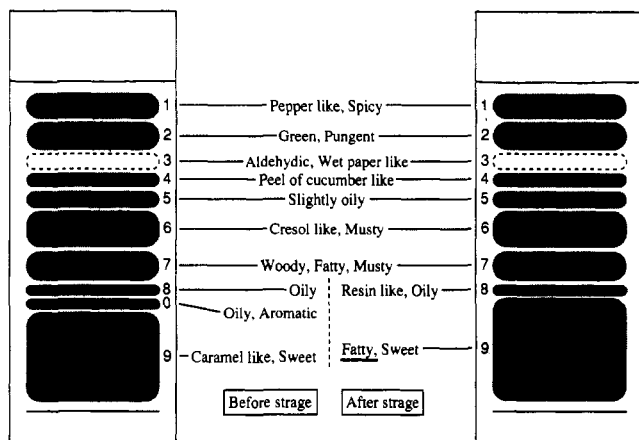 1 Pepper like, Spicy 1
2 Green, Pungent 2
3 Aldehydic, Wet paper like 3
4 Peel of cucumber like 4
5 Slightly oily 5
6 Cresol like, Musty 6
7 Woody, Fatty, Musty 7
8 Oily Resin like, Oily 8
0 Oily, Aromatic
9 Caramel like, Sweet Fatty, Sweet 9
Before strage After strage